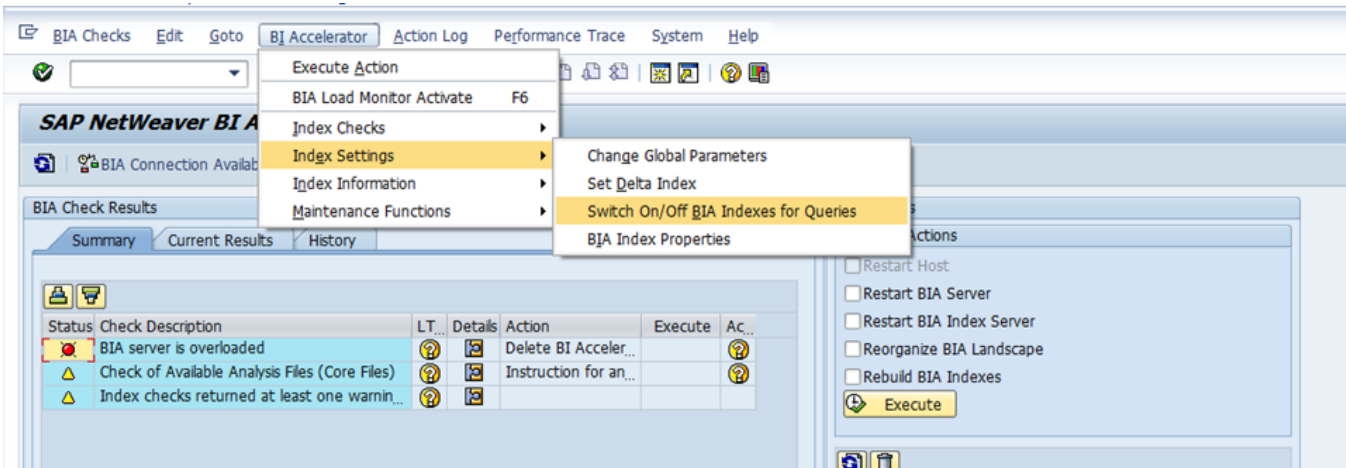 BIA Checks Edit Goto BI Accelerator Action Log Performance Trace System Help
Execute Action
BIA Load Monitor Activate F6
SAP NetWeaver BI A
Index Checks
Index Settings
Change Global Parameters
BIA Connection Availab
Index Information
Set Delta Index
BIA Check Results
Maintenance Functions
Switch On/Off BIA Indexes for Queries
BIA Index Properties
Summary Current Results History
Actions
Restart Host
Restart BIA Server
Restart BIA Index Server
Reorganize BIA Landscape
Rebuild BIA Indexes
Execute
Status Check Description LT... Details Action Execute Ac...
BIA server is overloaded Delete BI Acceler...
Check of Available Analysis Files (Core Files) Instruction for an...
Index checks returned at least one warnin...